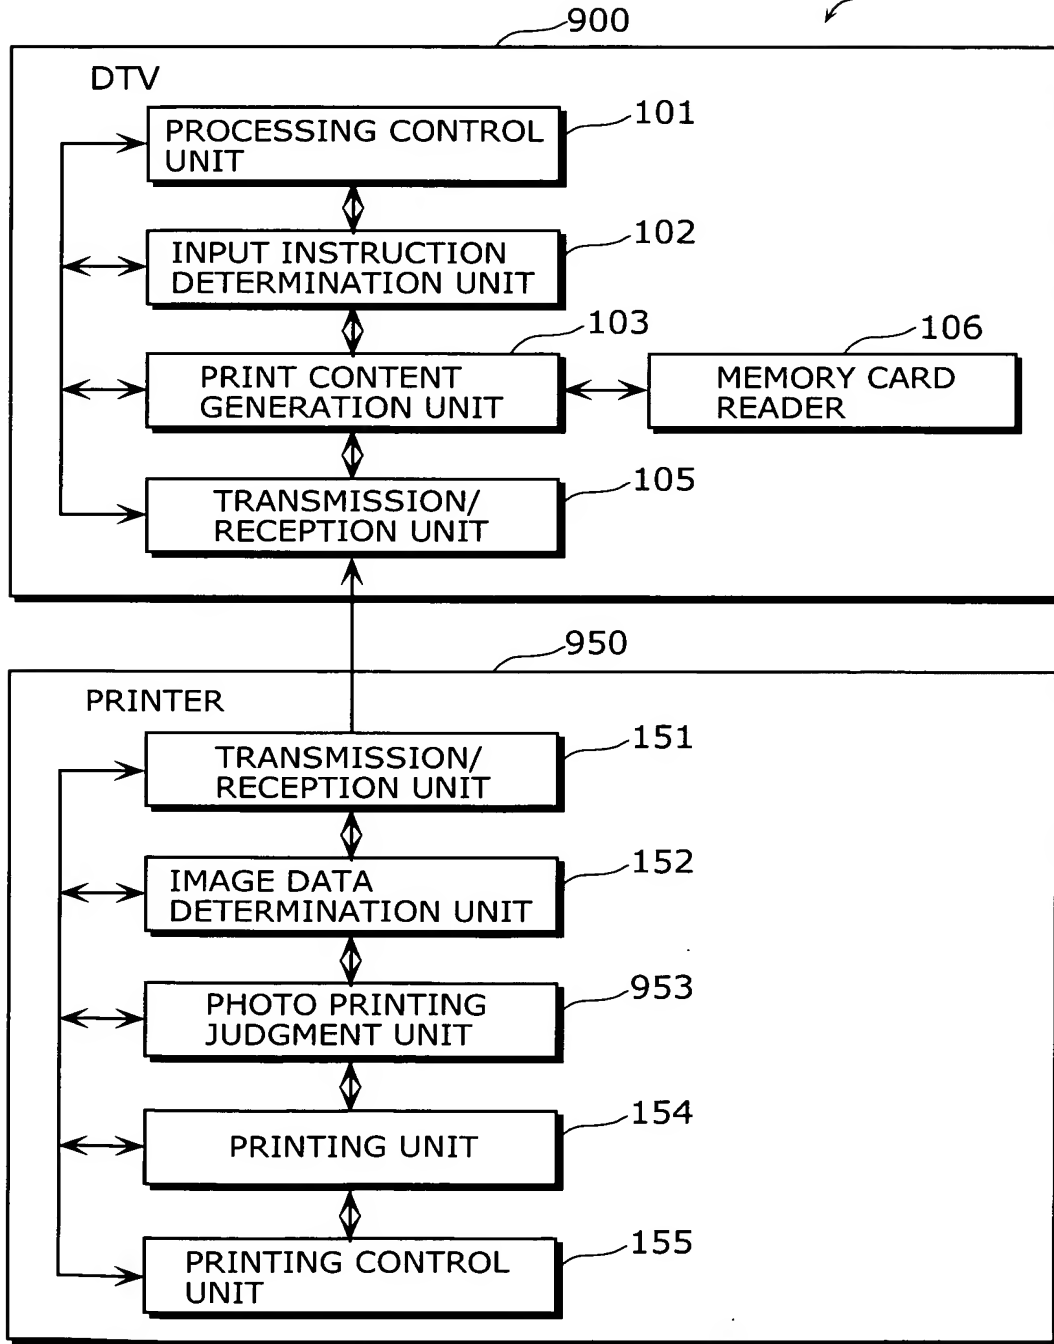 900
DTV
PROCESSING CONTROL
UNIT
101
INPUT INSTRUCTION
DETERMINATION UNIT
102
PRINT CONTENT
GENERATION UNIT
103
MEMORY CARD
READER
106
TRANSMISSION/
RECEPTION UNIT
105
950
PRINTER
TRANSMISSION/
RECEPTION UNIT
151
IMAGE DATA
DETERMINATION UNIT
152
PHOTO PRINTING
JUDGMENT UNIT
953
PRINTING UNIT
154
PRINTING CONTROL
UNIT
155